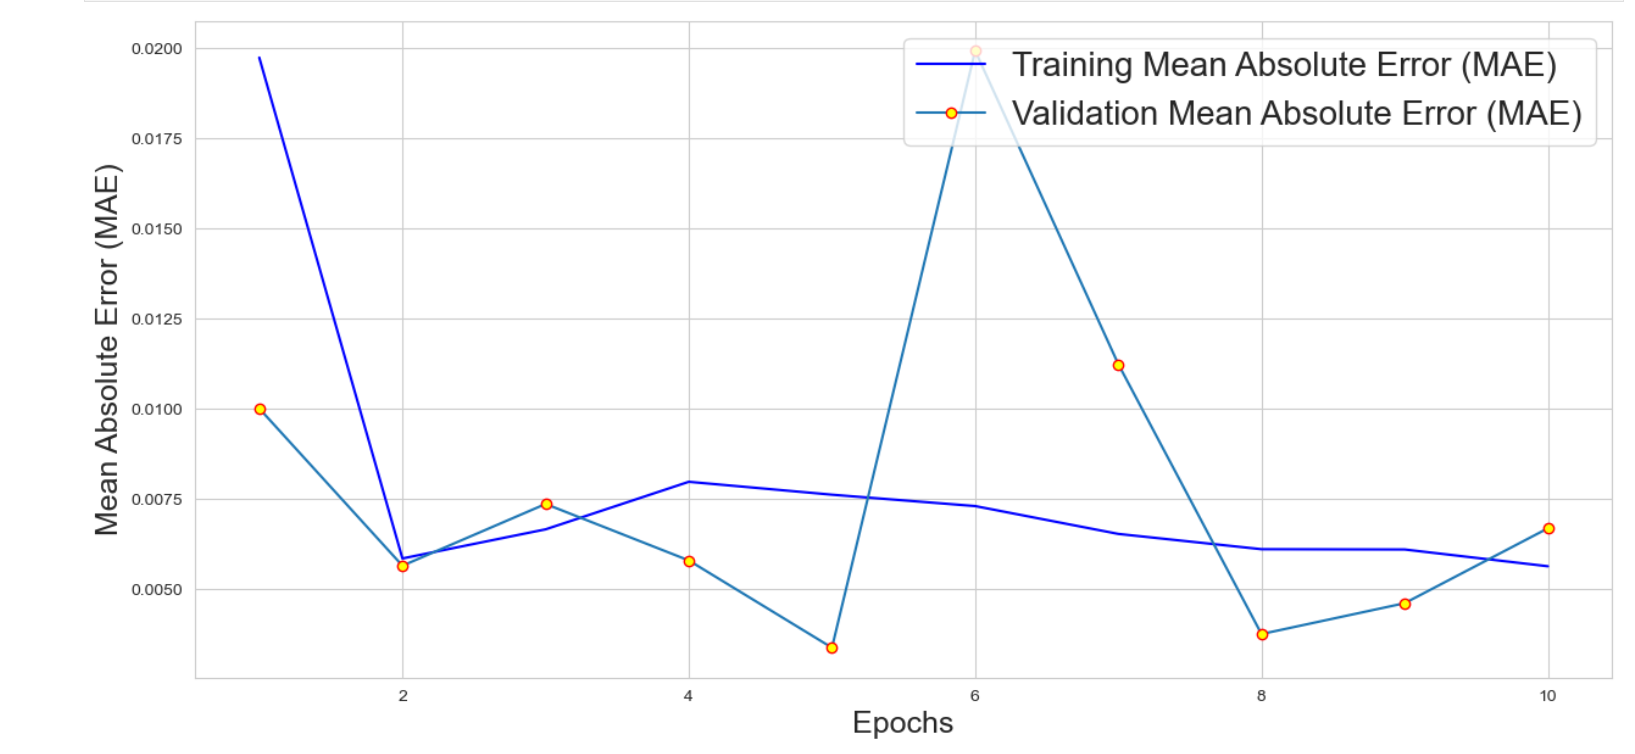 Training Mean Absolute Error (MAE)
Validation Mean Absolute Error (MAE)
Mean Absolute Error (MAE)
0.0200
0.0175
0.0150
0.0125
0.0100
0.0075
0.0050
2 4 6 8 10
Epochs